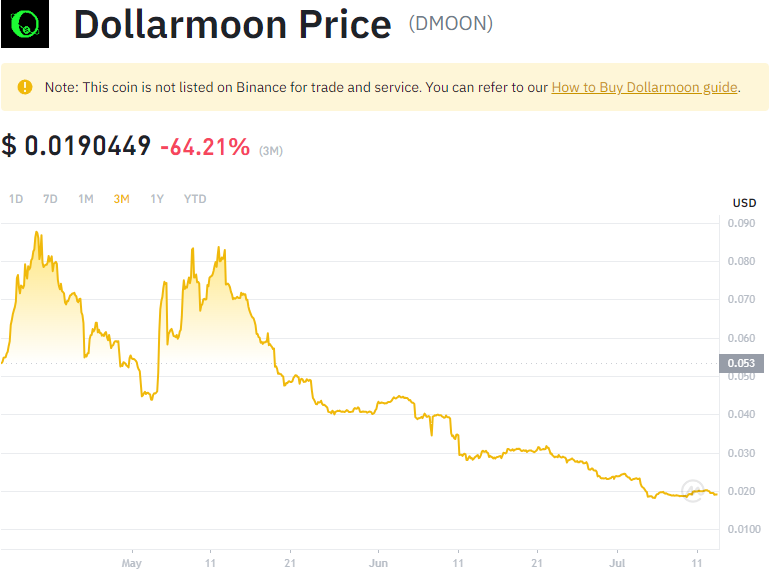 Dollarmoon Price (DMOON)
Note: This coin is not listed on Binance for trade and service. You can refer to our How to Buy Dollarmoon guide.
$ 0.0190449 -64.21% (3M)
1D 7D 1M 3M 1Y YTD
USD
0.090
0.080
0.070
0.060
0.053
0.050
0.040
0.030
0.020
0.0100
May 11 21 Jun 11 21 Jul 11